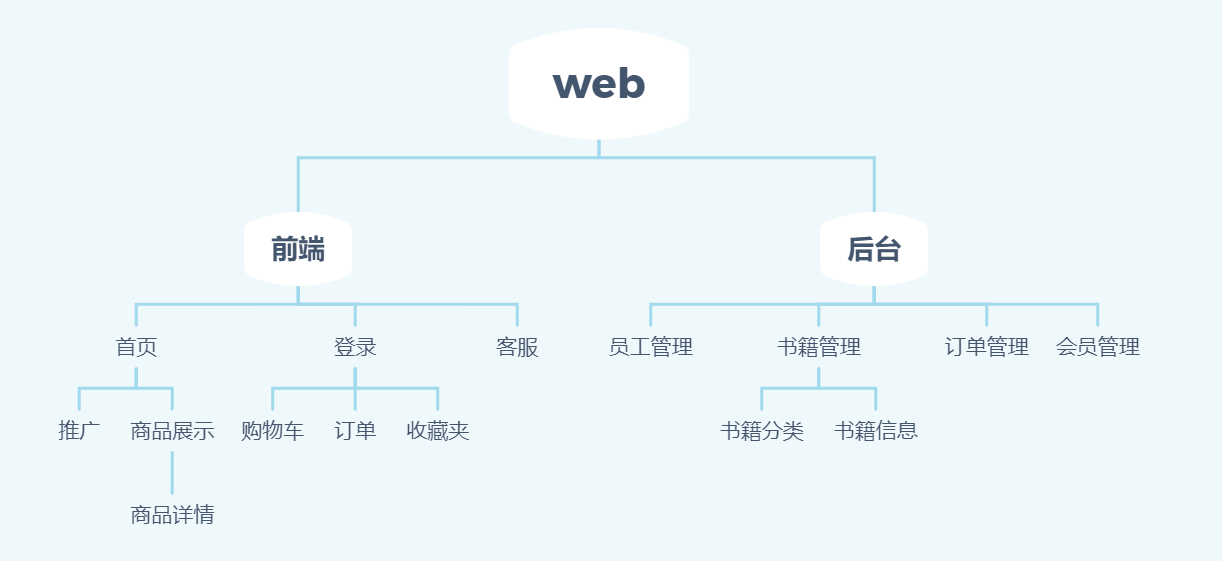 web
前端
后台
首页
登录
客服
员工管理
书籍管理
订单管理
会员管理
推广
商品展示
购物车
订单
收藏夹
书籍分类
书籍信息
商品详情